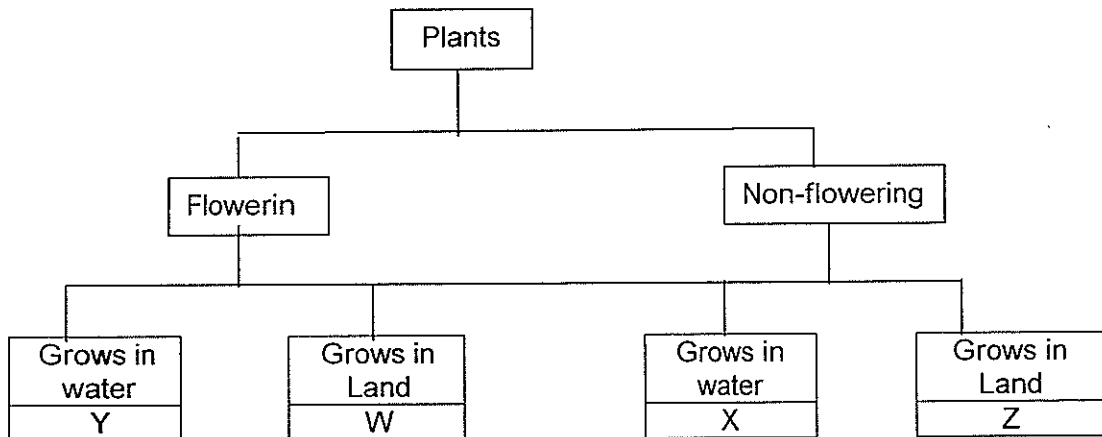 Plants
Flowerin
Non-flowering
Grows in
water
Y
Grows in
Land
W
Grows in
water
X
Grows in
Land
Z